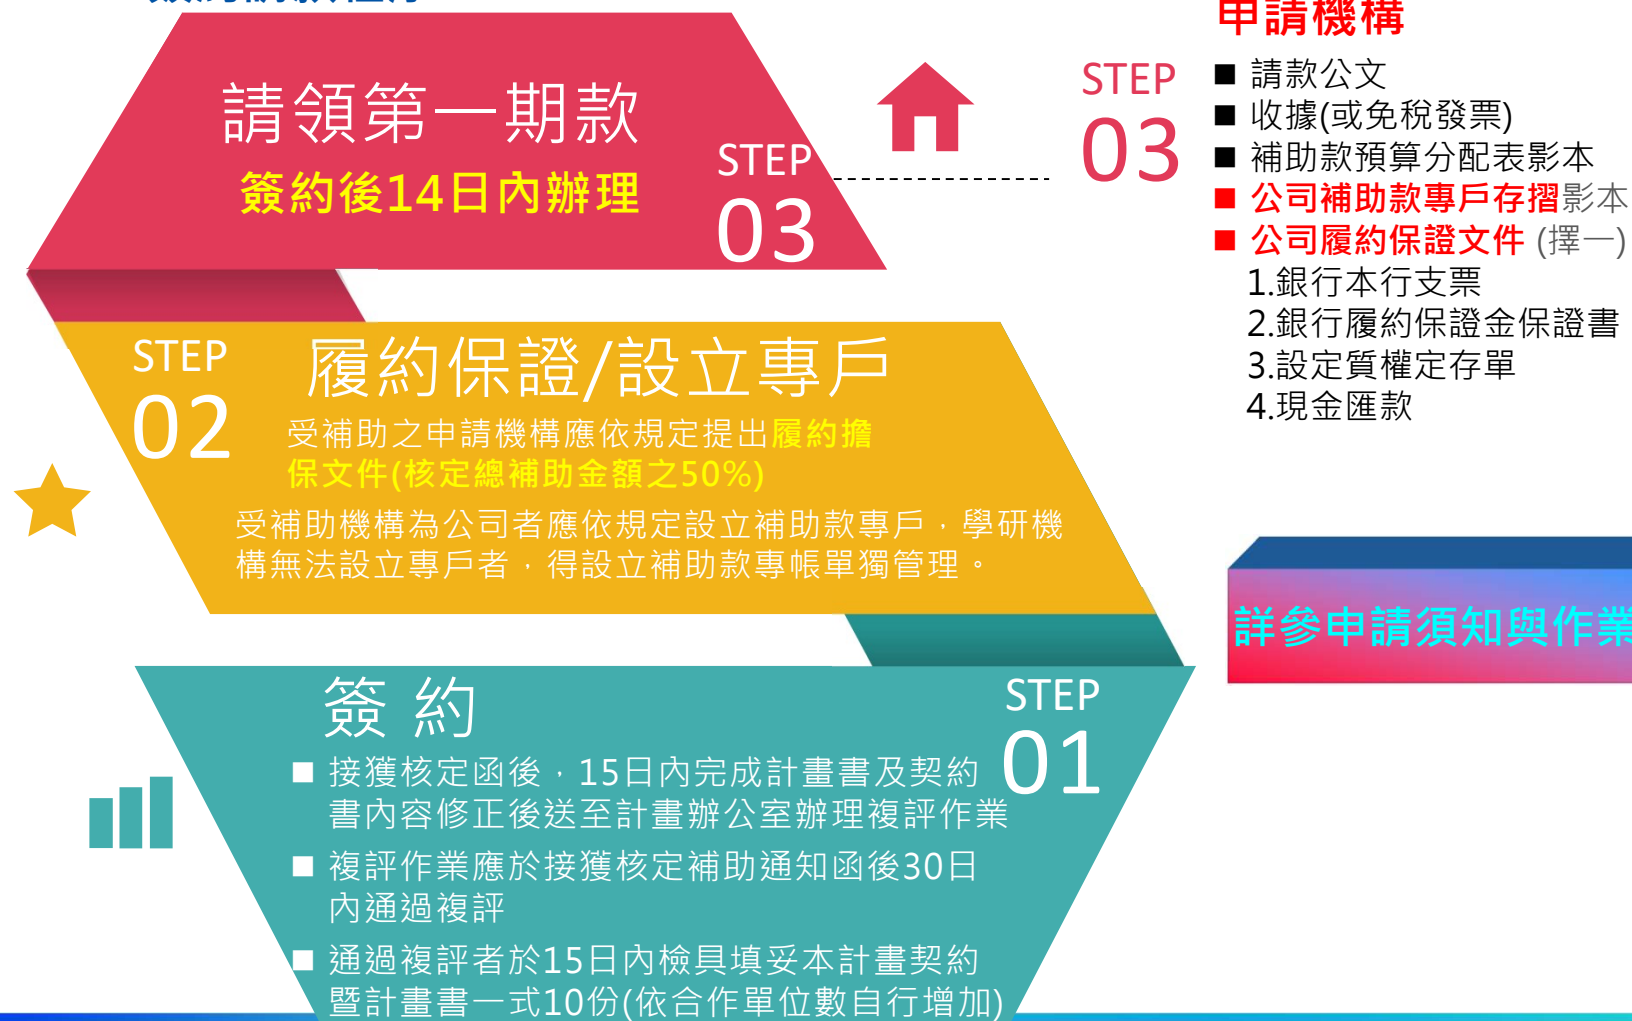 簽約請款程序
請領第一期款
簽約後14日內辦理
STEP
03
STEP
02
履約保證/設立專戶
受補助之申請機構應依規定提出履約擔
保文件(核定總補助金額之50%)
受補助機構為公司者應依規定設立補助款專戶，學研機
構無法設立專戶者，得設立補助款專帳單獨管理。
簽約
STEP
01
■ 接獲核定函後，15日內完成計畫書及契約
書內容修正後送至計畫辦公室辦理複評作業
■ 複評作業應於接獲核定補助通知函後30日
內通過複評
■ 通過複評者於15日內檢具填妥本計畫契約
暨計畫書一式10份(依合作單位數自行增加)
STEP
03
申請機構
■ 請款公文
■ 收據(或免稅發票)
■ 補助款預算分配表影本
■ 公司補助款專戶存摺影本
■ 公司履約保證文件 (擇一)
1.銀行本行支票
2.銀行履約保證金保證書
3.設定質權定存單
4.現金匯款
詳參申請須知與作業